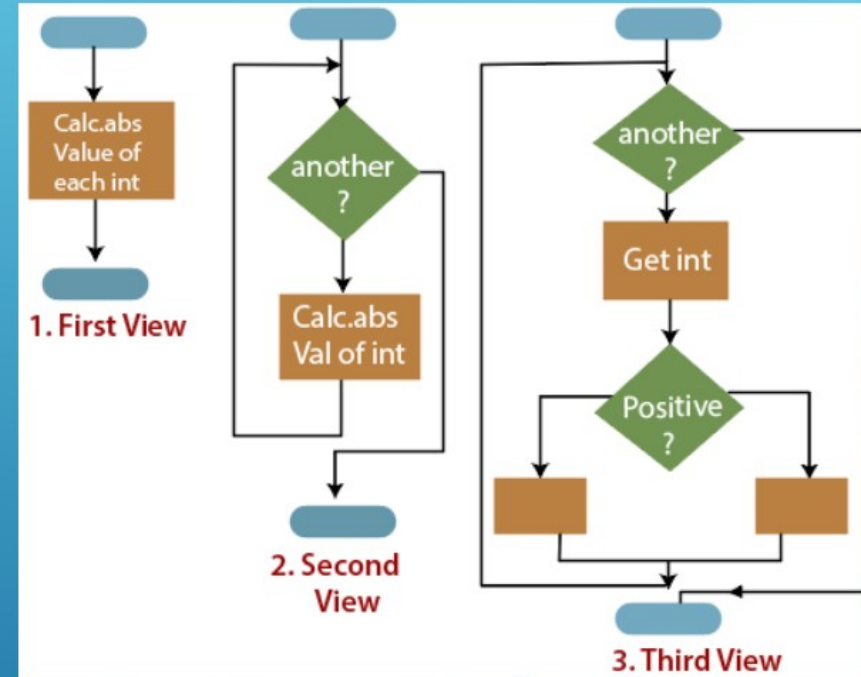 Calc.abs
Value of
each int
1. First View
another
?
Calc.abs
Val of int
2. Second
View
another
?
Get int
Positive
?
3. Third View